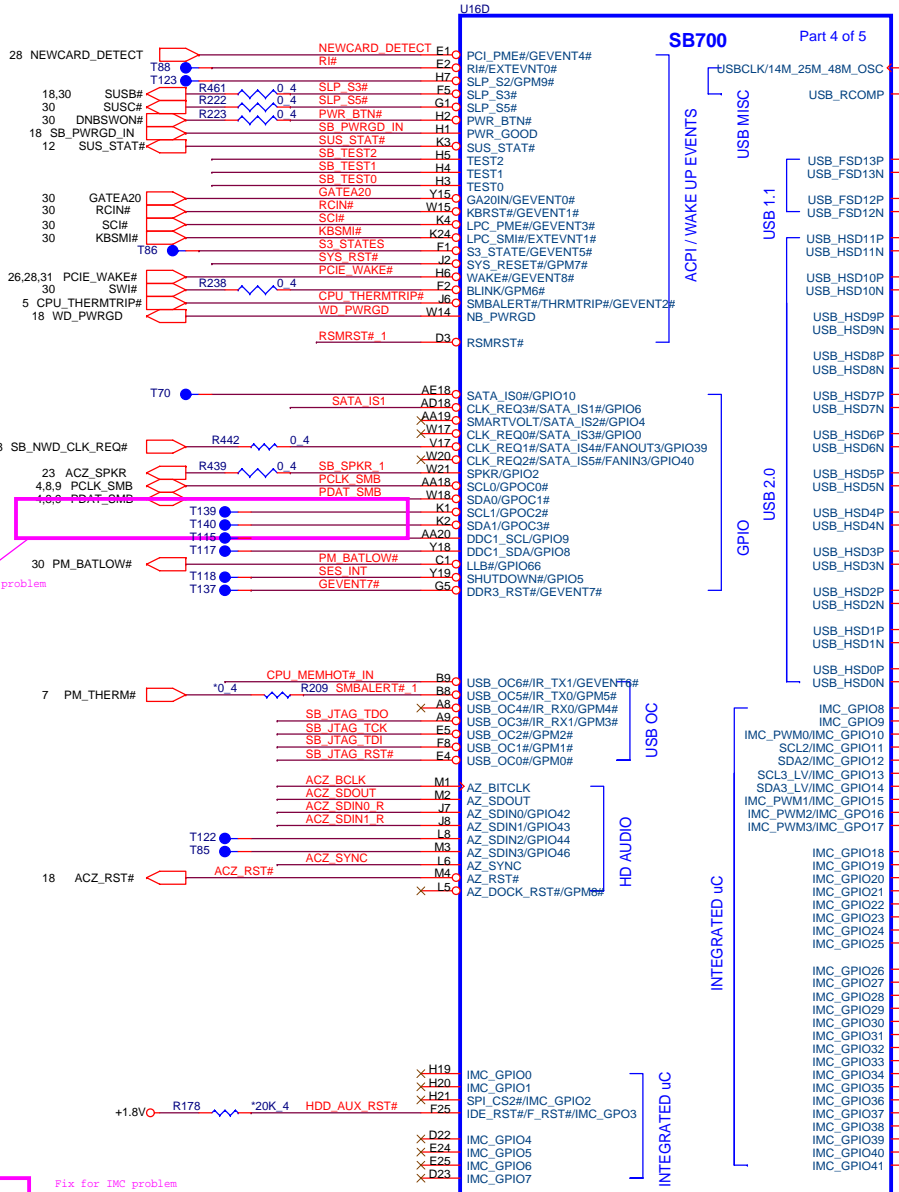 U16D
SB700
Part 4 of 5
28 NEWCARD_DETECT NEWCARD_DETECT E1 PCI_PME#/GEVENT4#
T88 RI# E2 RI#/EXTEVNT0#
T123 H7 SLP_S2/GPM9#
18,30 SUSB# R461 0_4 SLP_S3# F5 SLP_S3#
30 SUSC# R222 0_4 SLP_S5# G1 SLP_S5#
30 DNBSWON# R223 0_4 PWR_BTN# H2 PWR_BTN#
18 SB_PWRGD_IN SB_PWRGD_IN H1 PWR_GOOD
12 SUS_STAT# SUS_STAT# K3 SUS_STAT#
SB_TEST2 H5 TEST2
SB_TEST1 H4 TEST1
SB_TEST0 H3 TEST0
30 GATEA20 GATEA20 Y15 GA20IN/GEVENT0#
30 RCIN# RCIN# W15 KBRST#/GEVENT1#
30 SCI# SCI# K4 LPC_PME#/GEVENT3#
30 KBSMI# KBSMI# K24 LPC_SMI#/EXTEVNT1#
T86 S3_STATES F1 S3_STATE/GEVENT5#
SYS_RST# J2 SYS_RESET#/GPM7#
26,28,31 PCIE_WAKE# PCIE_WAKE# H6 WAKE#/GEVENT8#
30 SWI# R238 0_4 F2 BLINK/GPM6#
5 CPU_THERMTRIP# CPU_THERMTRIP# J6 SMBALERT#/THRMTRIP#/GEVENT2#
18 WD_PWRGD WD_PWRGD W14 NB_PWRGD
RSMRST#_1 D3 RSMRST#
ACPI / WAKE UP EVENTS
T70 AE18 SATA_IS0#/GPIO10
SATA_IS1 AD18 CLK_REQ3#/SATA_IS1#/GPIO6
AA19 SMARTVOLT/SATA_IS2#/GPIO4
W17 CLK_REQ0#/SATA_IS3#/GPIO0
SB_NWD_CLK_REQ# R442 0_4 V17 CLK_REQ1#/SATA_IS4#/FANOUT3/GPIO39
W20 CLK_REQ2#/SATA_IS5#/FANIN3/GPIO40
23 ACZ_SPKR R439 0_4 SB_SPKR_1 W21 SPKR/GPIO2
4,8,9 PCLK_SMB PCLK_SMB AA18 SCL0/GPOC0#
4,8,9 PDAT_SMB PDAT_SMB W18 SDA0/GPOC1#
T139 K1 SCL1/GPOC2#
T140 K2 SDA1/GPOC3#
T115 AA20 DDC1_SCL/GPIO9
T117 Y18 DDC1_SDA/GPIO8
30 PM_BATLOW# PM_BATLOW# C1 LLB#/GPIO66
T118 SES_INT Y19 SHUTDOWN#/GPIO5
T137 GEVENT7# G5 DDR3_RST#/GEVENT7#
GPIO
problem
CPU_MEMHOT#_IN B9 USB_OC6#/IR_TX1/GEVENT6#
7 PM_THERM# *0_4 R209 SMBALERT#_1 B8 USB_OC5#/IR_TX0/GPM5#
A8 USB_OC4#/IR_RX0/GPM4#
SB_JTAG_TDO A9 USB_OC3#/IR_RX1/GPM3#
SB_JTAG_TCK E5 USB_OC2#/GPM2#
SB_JTAG_TDI F8 USB_OC1#/GPM1#
SB_JTAG_RST# E4 USB_OC0#/GPM0#
USB OC
ACZ_BCLK M1 AZ_BITCLK
ACZ_SDOUT M2 AZ_SDOUT
ACZ_SDIN0_R J7 AZ_SDIN0/GPIO42
ACZ_SDIN1_R J8 AZ_SDIN1/GPIO43
T122 L8 AZ_SDIN2/GPIO44
T85 M3 AZ_SDIN3/GPIO46
ACZ_SYNC L6 AZ_SYNC
18 ACZ_RST# ACZ_RST# M4 AZ_RST#
L5 AZ_DOCK_RST#/GPM8#
HD AUDIO
H19 IMC_GPIO0
H20 IMC_GPIO1
H21 SPI_CS2#/IMC_GPIO2
+1.8V R178 *20K_4 HDD_AUX_RST# F25 IDE_RST#/F_RST#/IMC_GPO3
D22 IMC_GPIO4
E24 IMC_GPIO5
E25 IMC_GPIO6
D23 IMC_GPIO7
INTEGRATED uC
Fix for IMC problem
USBCLK/14M_25M_48M_OSC
USB_RCOMP
USB MISC
USB_FSD13P
USB_FSD13N
USB_FSD12P
USB_FSD12N
USB 1.1
USB_HSD11P
USB_HSD11N
USB_HSD10P
USB_HSD10N
USB_HSD9P
USB_HSD9N
USB_HSD8P
USB_HSD8N
USB_HSD7P
USB_HSD7N
USB_HSD6P
USB_HSD6N
USB_HSD5P
USB_HSD5N
USB_HSD4P
USB_HSD4N
USB_HSD3P
USB_HSD3N
USB_HSD2P
USB_HSD2N
USB_HSD1P
USB_HSD1N
USB_HSD0P
USB_HSD0N
USB 2.0
IMC_GPIO8
IMC_GPIO9
IMC_PWM0/IMC_GPIO10
SCL2/IMC_GPIO11
SDA2/IMC_GPIO12
SCL3_LV/IMC_GPIO13
SDA3_LV/IMC_GPIO14
IMC_PWM1/IMC_GPIO15
IMC_PWM2/IMC_GPO16
IMC_PWM3/IMC_GPO17
IMC_GPIO18
IMC_GPIO19
IMC_GPIO20
IMC_GPIO21
IMC_GPIO22
IMC_GPIO23
IMC_GPIO24
IMC_GPIO25
IMC_GPIO26
IMC_GPIO27
IMC_GPIO28
IMC_GPIO29
IMC_GPIO30
IMC_GPIO31
IMC_GPIO32
IMC_GPIO33
IMC_GPIO34
IMC_GPIO35
IMC_GPIO36
IMC_GPIO37
IMC_GPIO38
IMC_GPIO39
IMC_GPIO40
IMC_GPIO41
INTEGRATED uC